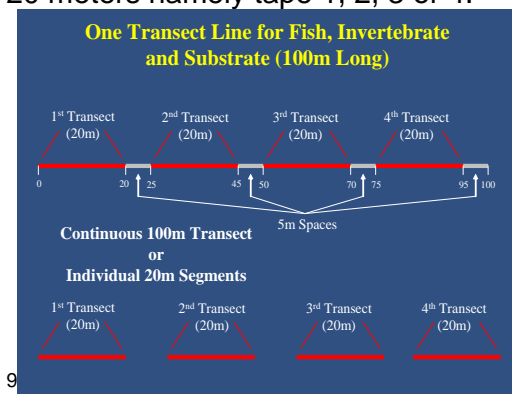 20 meters namely tape 1, 2, 3 or 4.
One Transect Line for Fish, Invertebrate
and Substrate (100m Long)
1st Transect 2nd Transect 3rd Transect 4th Transect
(20m) (20m) (20m) (20m)
0 20 25 45 50 70 75 95 100
5m Spaces
Continuous 100m Transect
or
Individual 20m Segments
1st Transect 2nd Transect 3rd Transect 4th Transect
(20m) (20m) (20m) (20m)
9